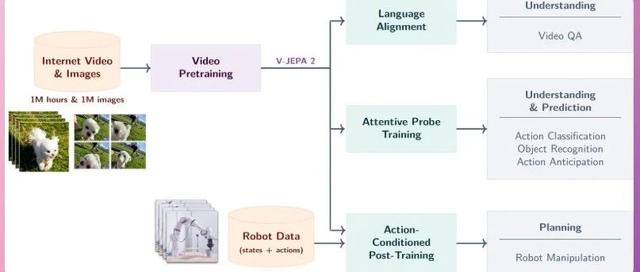 Internet Video
& Images
1M hours & 1M images
Video
Pretraining
V-JEPA 2
Language
Alignment
Understanding
Video QA
Attentive Probe
Training
Understanding
& Prediction
Action Classification
Object Recognition
Action Anticipation
Robot Data
(states + actions)
Action-
Conditioned
Post-Training
Planning
Robot Manipulation